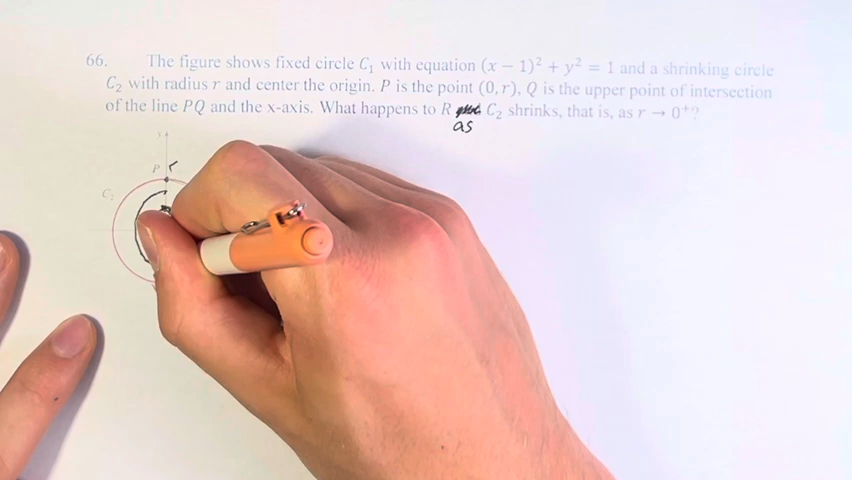 66. The figure shows fixed circle C₁ with equation (x − 1)² + y² = 1 and a shrinking circle
C₂ with radius r and center the origin. P is the point (0, r), Q is the upper point of intersection
of the line PQ and the x-axis. What happens to R C₂ shrinks, that is, as r → 0⁺?
as
y
P r
C₂